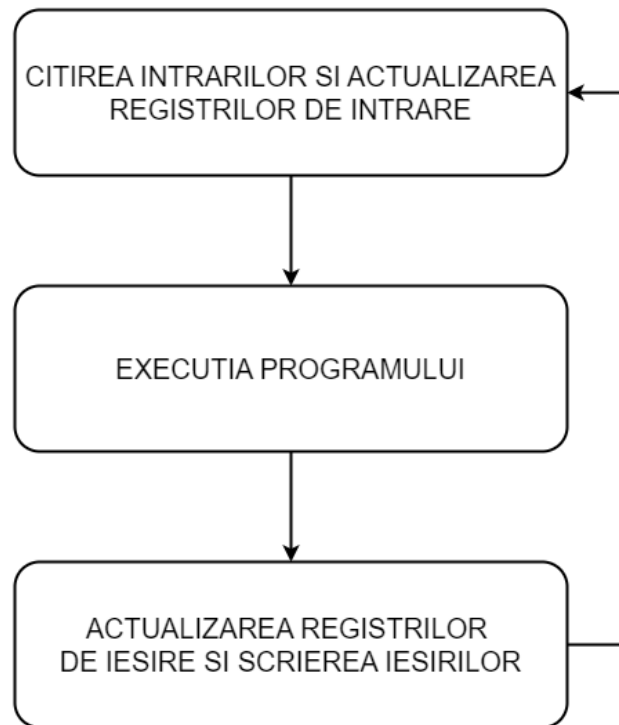 CITIREA INTRARILOR SI ACTUALIZAREA
REGISTRILOR DE INTRARE
EXECUTIA PROGRAMULUI
ACTUALIZAREA REGISTRILOR
DE IESIRE SI SCRIEREA IESIRILOR